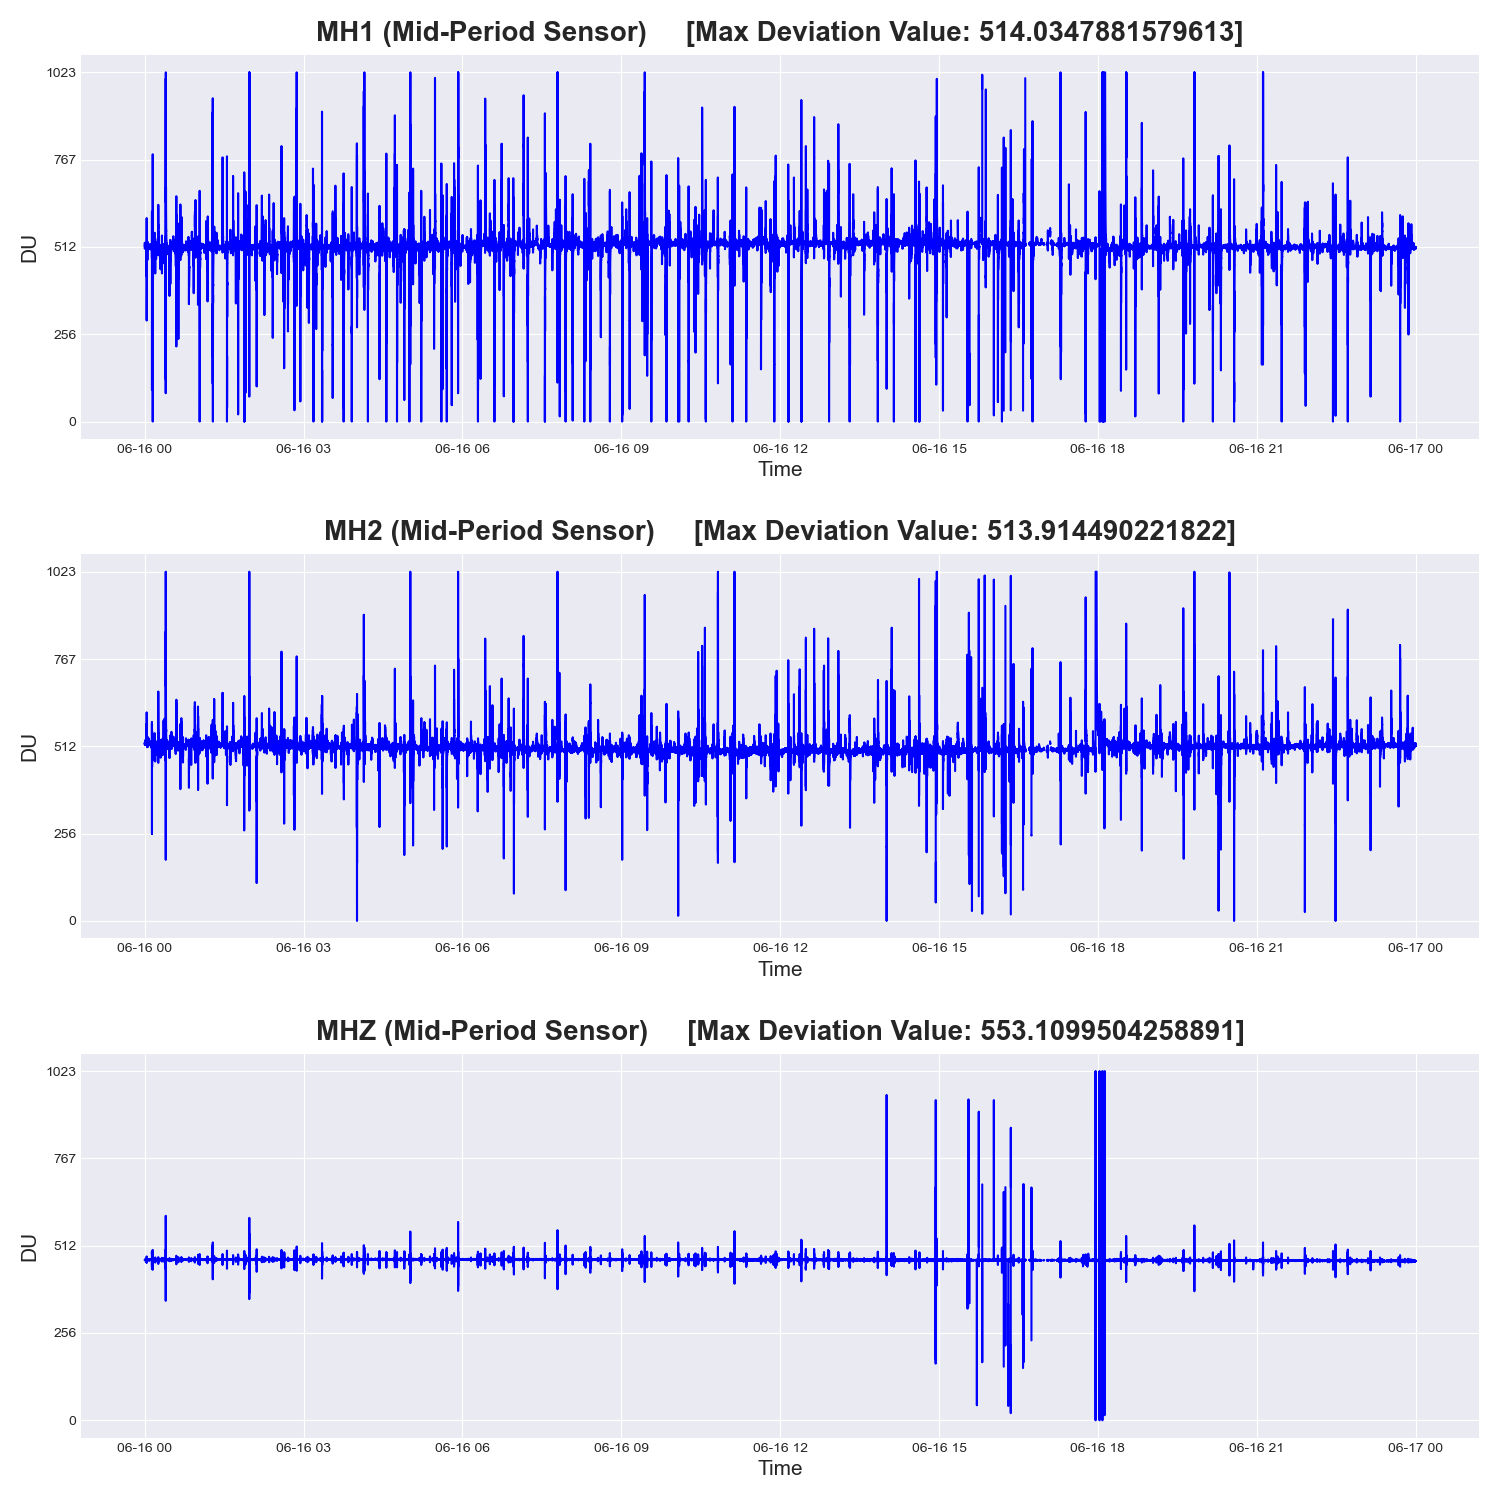 MH1 (Mid-Period Sensor) [Max Deviation Value: 514.0347881579613]
1023
767
512
256
0
DU
06-16 00 06-16 03 06-16 06 06-16 09 06-16 12 06-16 15 06-16 18 06-16 21 06-17 00
Time
MH2 (Mid-Period Sensor) [Max Deviation Value: 513.914490221822]
1023
767
512
256
0
DU
06-16 00 06-16 03 06-16 06 06-16 09 06-16 12 06-16 15 06-16 18 06-16 21 06-17 00
Time
MHZ (Mid-Period Sensor) [Max Deviation Value: 553.1099504258891]
1023
767
512
256
0
DU
06-16 00 06-16 03 06-16 06 06-16 09 06-16 12 06-16 15 06-16 18 06-16 21 06-17 00
Time